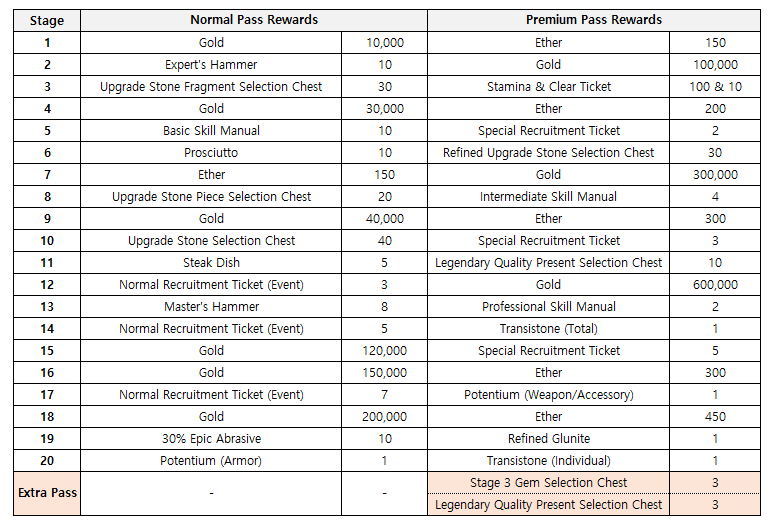 Stage Normal Pass Rewards Premium Pass Rewards
1 Gold 10,000 Ether 150
2 Expert's Hammer 10 Gold 100,000
3 Upgrade Stone Fragment Selection Chest 30 Stamina & Clear Ticket 100 & 10
4 Gold 30,000 Ether 200
5 Basic Skill Manual 10 Special Recruitment Ticket 2
6 Prosciutto 10 Refined Upgrade Stone Selection Chest 30
7 Ether 150 Gold 300,000
8 Upgrade Stone Piece Selection Chest 20 Intermediate Skill Manual 4
9 Gold 40,000 Ether 300
10 Upgrade Stone Selection Chest 40 Special Recruitment Ticket 3
11 Steak Dish 5 Legendary Quality Present Selection Chest 10
12 Normal Recruitment Ticket (Event) 3 Gold 600,000
13 Master's Hammer 8 Professional Skill Manual 2
14 Normal Recruitment Ticket (Event) 5 Transistone (Total) 1
15 Gold 120,000 Special Recruitment Ticket 5
16 Gold 150,000 Ether 300
17 Normal Recruitment Ticket (Event) 7 Potentium (Weapon/Accessory) 1
18 Gold 200,000 Ether 450
19 30% Epic Abrasive 10 Refined Glunite 1
20 Potentium (Armor) 1 Transistone (Individual) 1
Extra Pass - - Stage 3 Gem Selection Chest 3
Legendary Quality Present Selection Chest 3